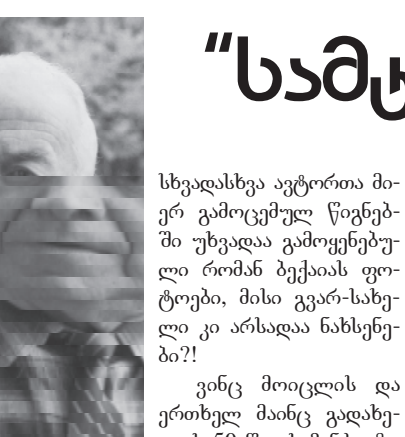 “სამ
სხვადასხვა ავტორთა მი-
ერ გამოცემულ წიგნებ-
ში უხვადაა გამოყენებუ-
ლი რომან ბექაიას ფო-
ტოები, მისი გვარ-სახე-
ლი კი არსადაა ნახსენე-
ბი?!
ვინც მოიცლის და
ერთხელ მაინც გადახე-